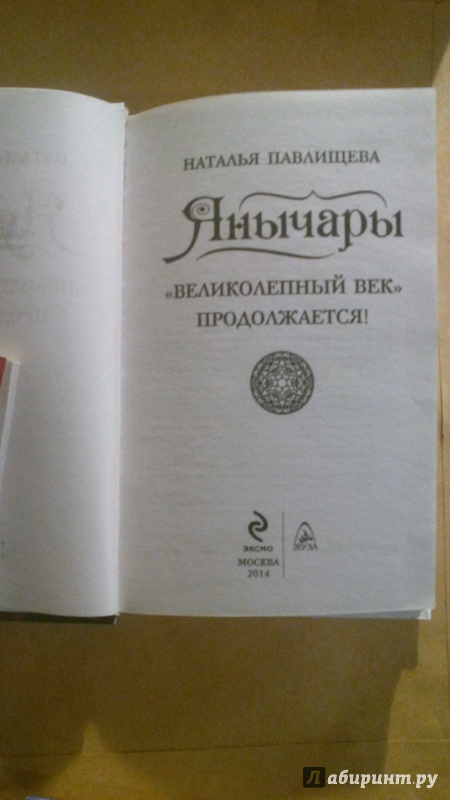 НАТАЛЬЯ ПАВЛИЩЕВА
Янычары
«ВЕЛИКОЛЕПНЫЙ ВЕК»
ПРОДОЛЖАЕТСЯ!
ЭКСМО
ЯУЗА
МОСКВА
2014
Лабиринт.ру